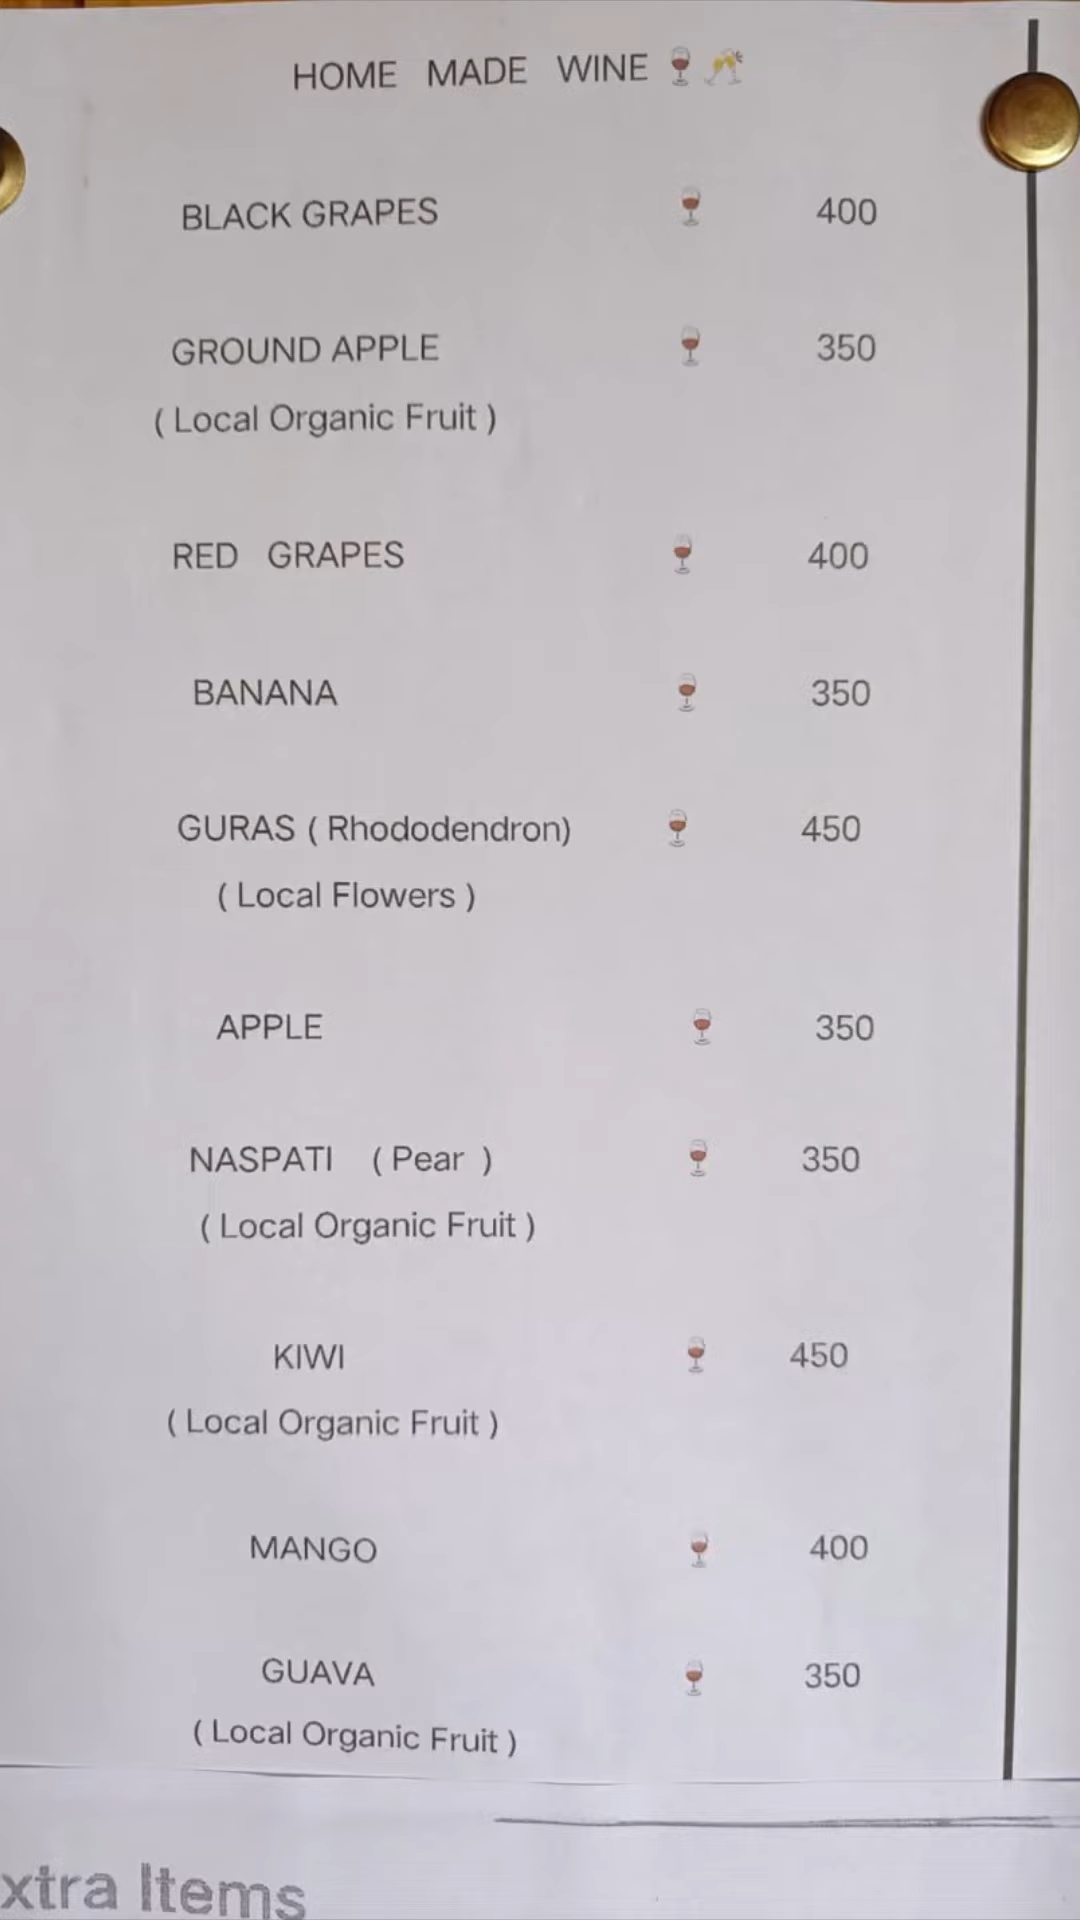 HOME MADE WINE 🍷🥂
BLACK GRAPES 🍷 400
GROUND APPLE 🍷 350
( Local Organic Fruit )
RED GRAPES 🍷 400
BANANA 🍷 350
GURAS ( Rhododendron) 🍷 450
( Local Flowers )
APPLE 🍷 350
NASPATI ( Pear ) 🍷 350
( Local Organic Fruit )
KIWI 🍷 450
( Local Organic Fruit )
MANGO 🍷 400
GUAVA 🍷 350
( Local Organic Fruit )
xtra Items